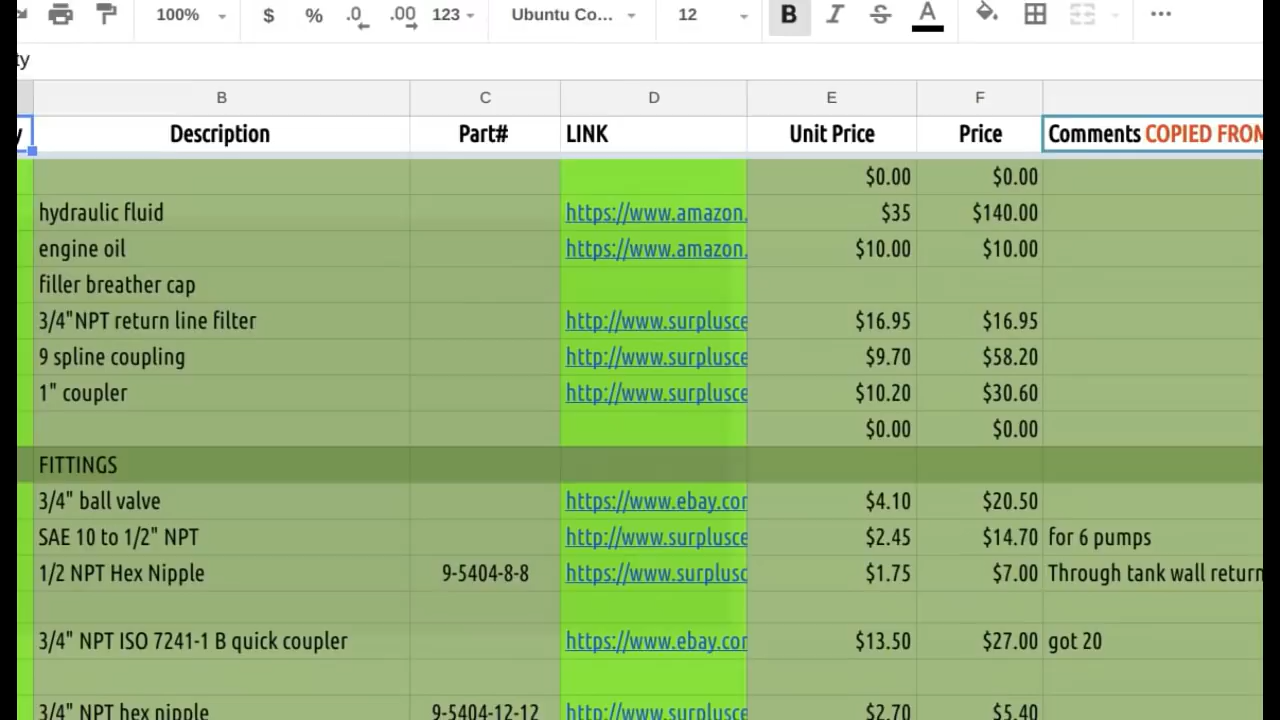 100% $ % .0 .00 123 Ubuntu Co... 12 B I S A
ty
B C D E F
y Description Part# LINK Unit Price Price Comments COPIED FROM
$0.00 $0.00
hydraulic fluid https://www.amazon. $35 $140.00
engine oil https://www.amazon. $10.00 $10.00
filler breather cap
3/4"NPT return line filter http://www.surplusce $16.95 $16.95
9 spline coupling http://www.surplusce $9.70 $58.20
1" coupler http://www.surplusce $10.20 $30.60
$0.00 $0.00
FITTINGS
3/4" ball valve https://www.ebay.cor $4.10 $20.50
SAE 10 to 1/2" NPT http://www.surplusce $2.45 $14.70 for 6 pumps
1/2 NPT Hex Nipple 9-5404-8-8 https://www.surplusc $1.75 $7.00 Through tank wall return
3/4" NPT ISO 7241-1 B quick coupler https://www.ebay.cor $13.50 $27.00 got 20
3/4" NPT hex nipple 9-5404-12-12 http://www.surplusce $2.70 $5.40